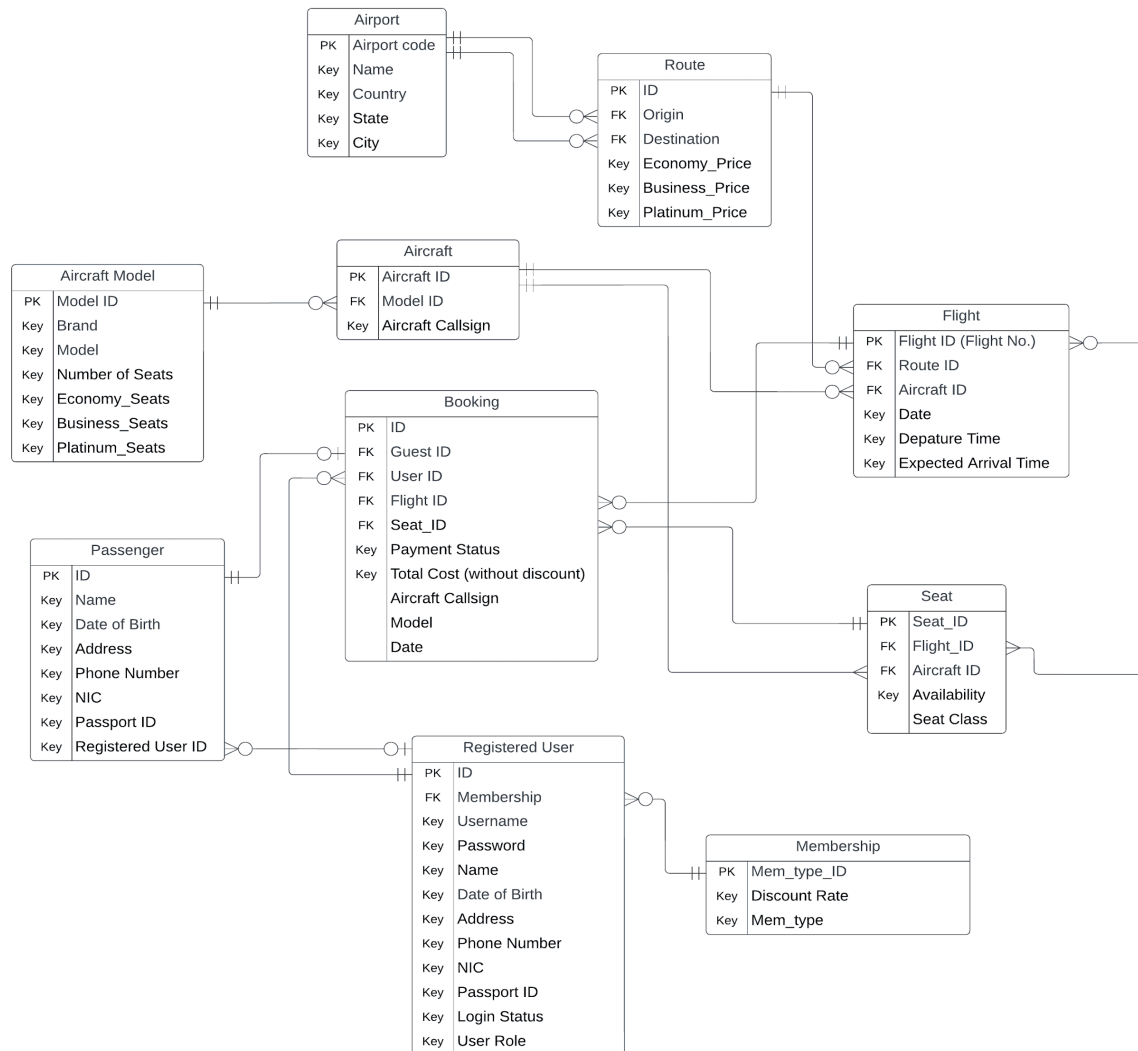 Airport
PK Airport code
Key Name
Key Country
Key State
Key City
Route
PK ID
FK Origin
FK Destination
Key Economy_Price
Key Business_Price
Key Platinum_Price
Aircraft Model
PK Model ID
Key Brand
Key Model
Key Number of Seats
Key Economy_Seats
Key Business_Seats
Key Platinum_Seats
Aircraft
PK Aircraft ID
FK Model ID
Key Aircraft Callsign
Flight
PK Flight ID (Flight No.)
FK Route ID
FK Aircraft ID
Key Date
Key Depature Time
Key Expected Arrival Time
Booking
PK ID
FK Guest ID
FK User ID
FK Flight ID
FK Seat_ID
Key Payment Status
Key Total Cost (without discount)
Aircraft Callsign
Model
Date
Passenger
PK ID
Key Name
Key Date of Birth
Key Address
Key Phone Number
Key NIC
Key Passport ID
Key Registered User ID
Seat
PK Seat_ID
FK Flight_ID
FK Aircraft ID
Key Availability
Seat Class
Registered User
PK ID
FK Membership
Key Username
Key Password
Key Name
Key Date of Birth
Key Address
Key Phone Number
Key NIC
Key Passport ID
Key Login Status
Key User Role
Membership
PK Mem_type_ID
Key Discount Rate
Key Mem_type